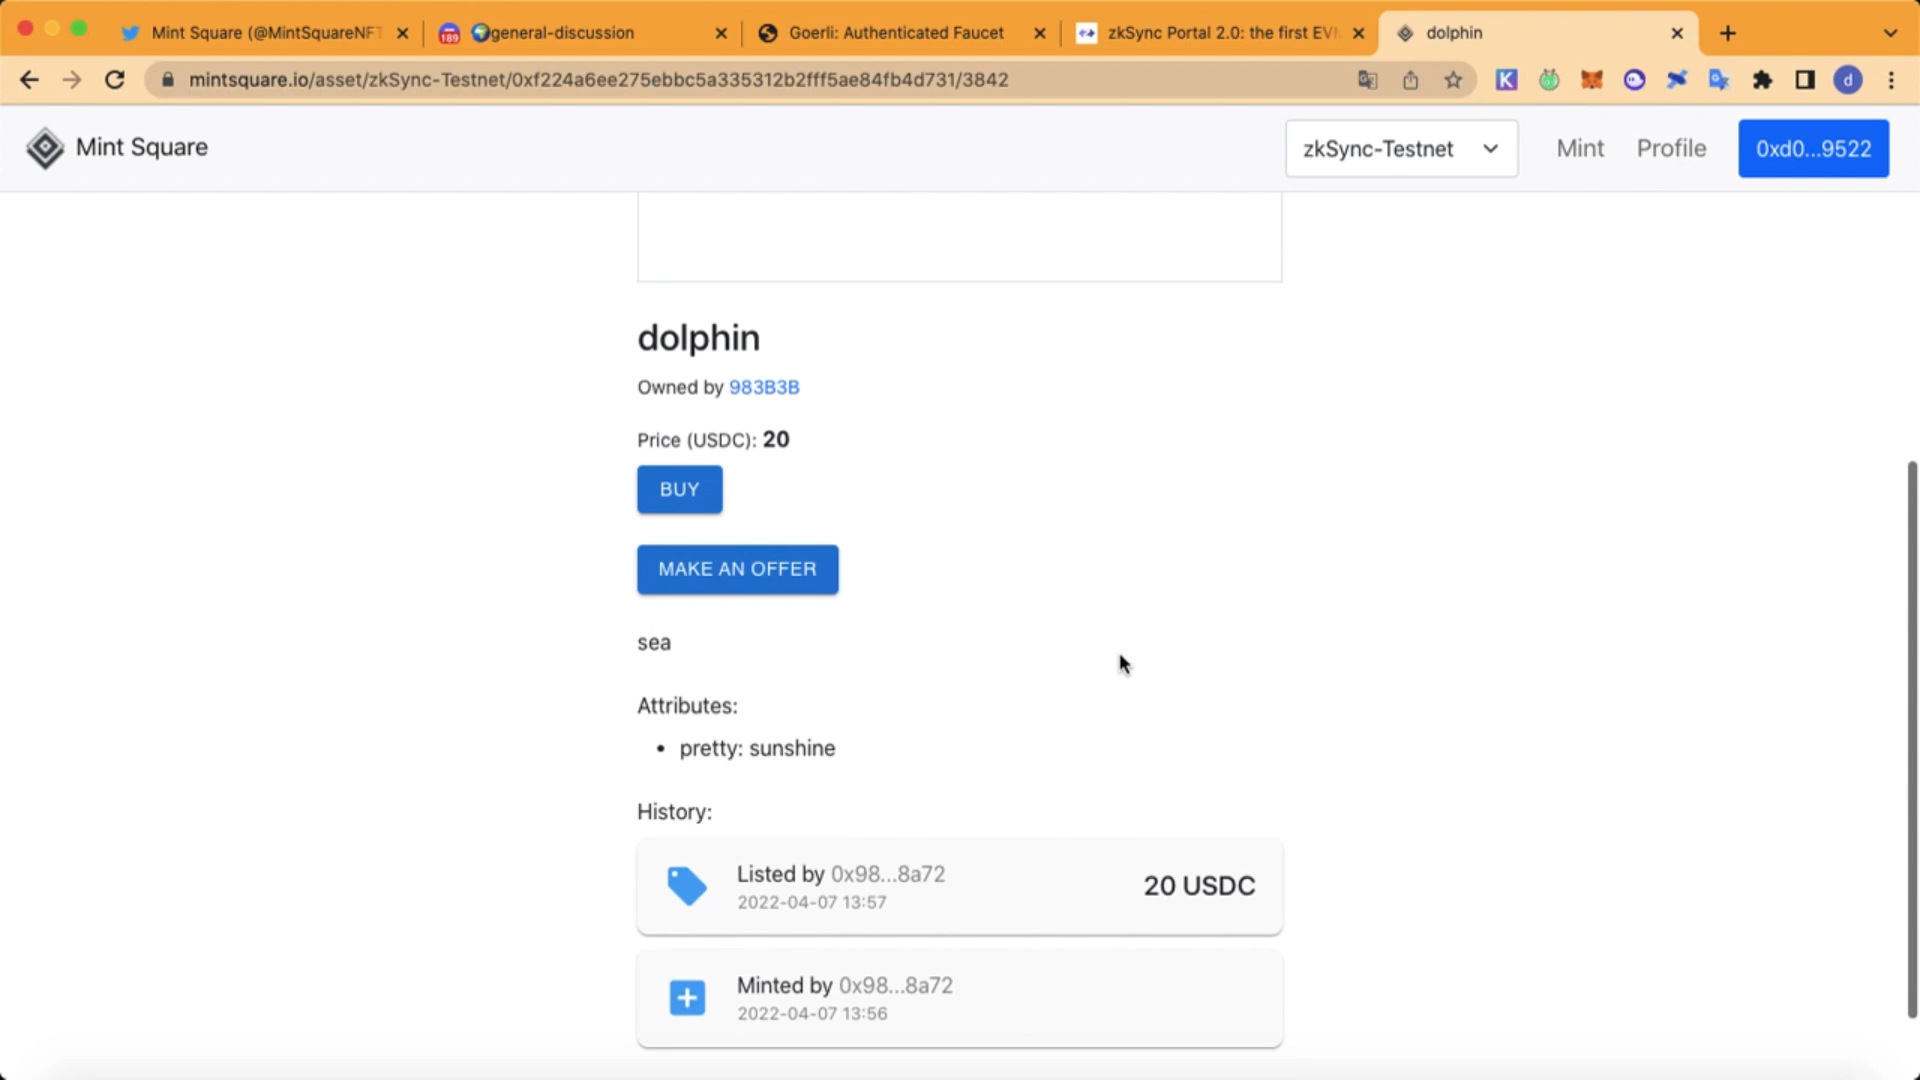 Mint Square (@MintSquareNFT
189
general-discussion
Goerli: Authenticated Faucet
zkSync Portal 2.0: the first EVM
dolphin
mintsquare.io/asset/zkSync-Testnet/0xf224a6ee275ebbc5a335312b2fff5ae84fb4d731/3842
K
d
Mint Square
zkSync-Testnet
Mint
Profile
0xd0...9522
dolphin
Owned by 983B3B
Price (USDC): 20
BUY
MAKE AN OFFER
sea
Attributes:
• pretty: sunshine
History:
Listed by 0x98...8a72
2022-04-07 13:57
20 USDC
Minted by 0x98...8a72
2022-04-07 13:56